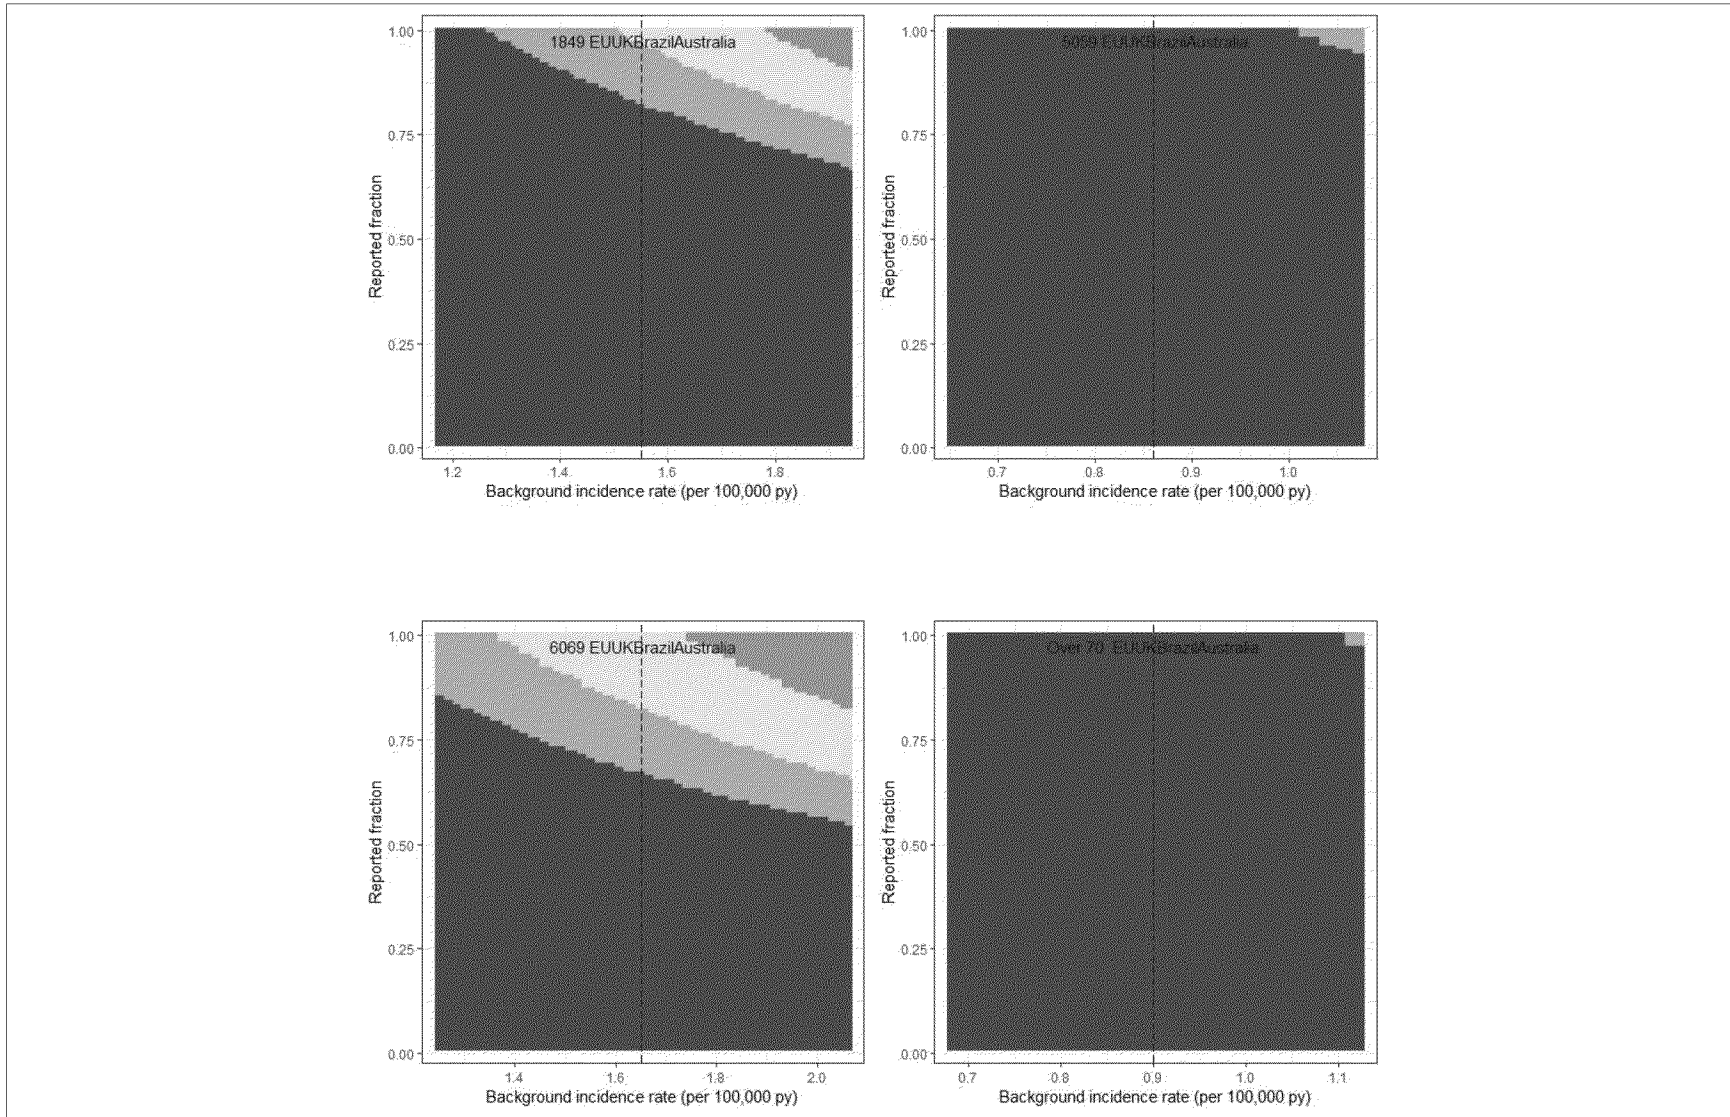 1849 EUUKBrazilAustralia
1.00
0.75
0.50
0.25
0.00
Reported fraction
1.2 1.4 1.6 1.8
Background incidence rate (per 100,000 py)
5059 EUUKBrazilAustralia
1.00
0.75
0.50
0.25
0.00
Reported fraction
0.7 0.8 0.9 1.0
Background incidence rate (per 100,000 py)
6069 EUUKBrazilAustralia
1.00
0.75
0.50
0.25
0.00
Reported fraction
1.4 1.6 1.8 2.0
Background incidence rate (per 100,000 py)
Over 70 EUUKBrazilAustralia
1.00
0.75
0.50
0.25
0.00
Reported fraction
0.7 0.8 0.9 1.0 1.1
Background incidence rate (per 100,000 py)